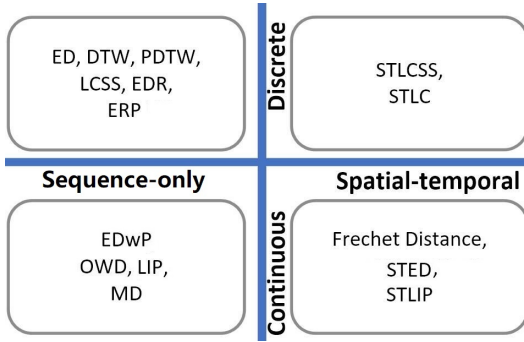 ED, DTW, PDTW,
LCSS, EDR,
ERP
Discrete
STLCSS,
STLC
Sequence-only
Spatial-temporal
EDwP
OWD, LIP,
MD
Continuous
Frechet Distance,
STED,
STLIP